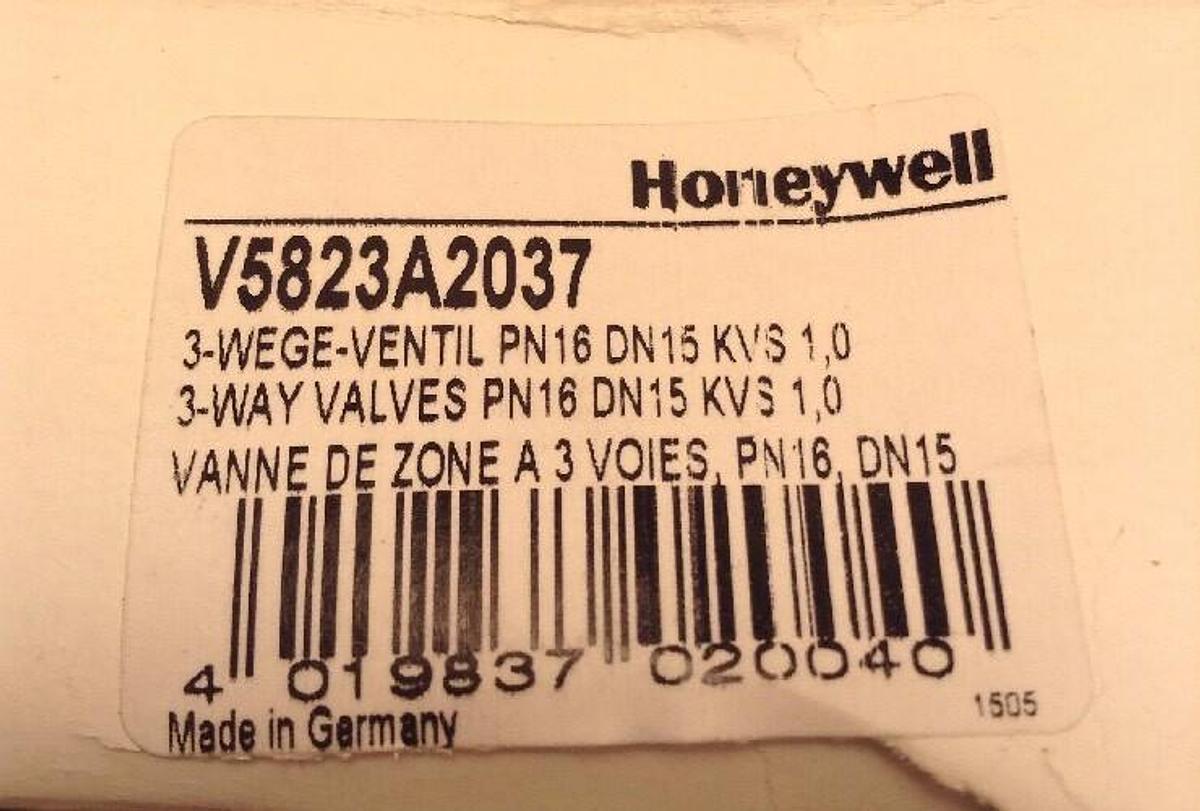 Honeywell
V5823A2037
3-WEGE-VENTIL PN16 DN15 KVS 1,0
3-WAY VALVES PN16 DN15 KVS 1,0
VANNE DE ZONE A 3 VOIES, PN16, DN15
4 019837 020040
1505
Made in Germany